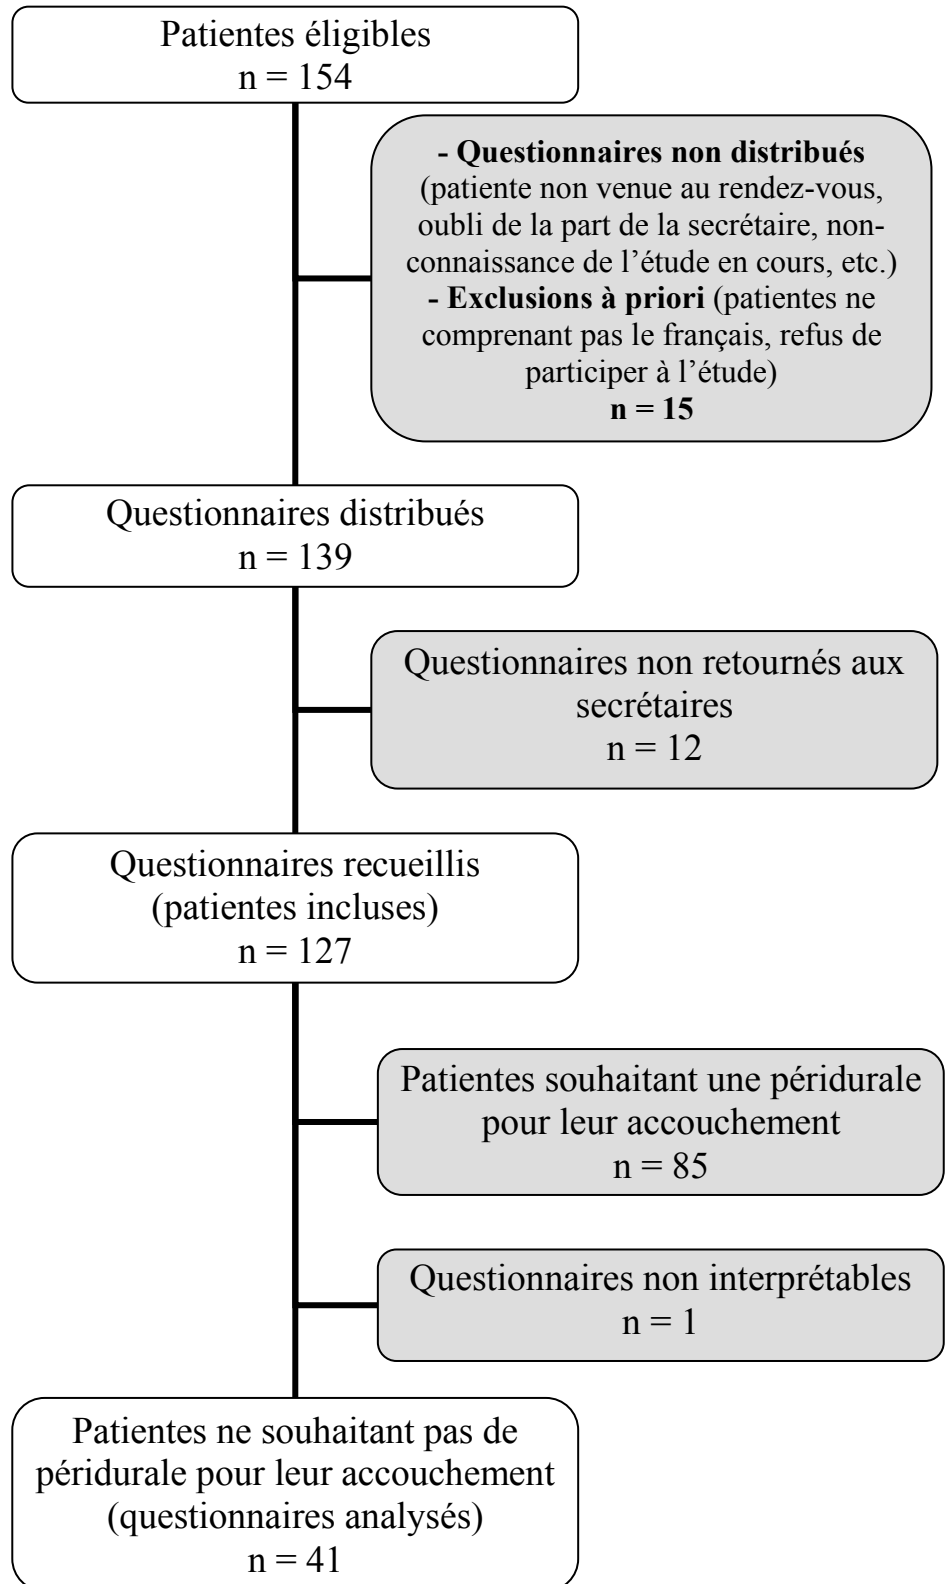 Patientes éligibles
n = 154
- Questionnaires non distribués
(patiente non venue au rendez-vous,
oubli de la part de la secrétaire, non-
connaissance de l’étude en cours, etc.)
- Exclusions à priori (patientes ne
comprenant pas le français, refus de
participer à l’étude)
n = 15
Questionnaires distribués
n = 139
Questionnaires non retournés aux
secrétaires
n = 12
Questionnaires recueillis
(patientes incluses)
n = 127
Patientes souhaitant une péridurale
pour leur accouchement
n = 85
Questionnaires non interprétables
n = 1
Patientes ne souhaitant pas de
péridurale pour leur accouchement
(questionnaires analysés)
n = 41